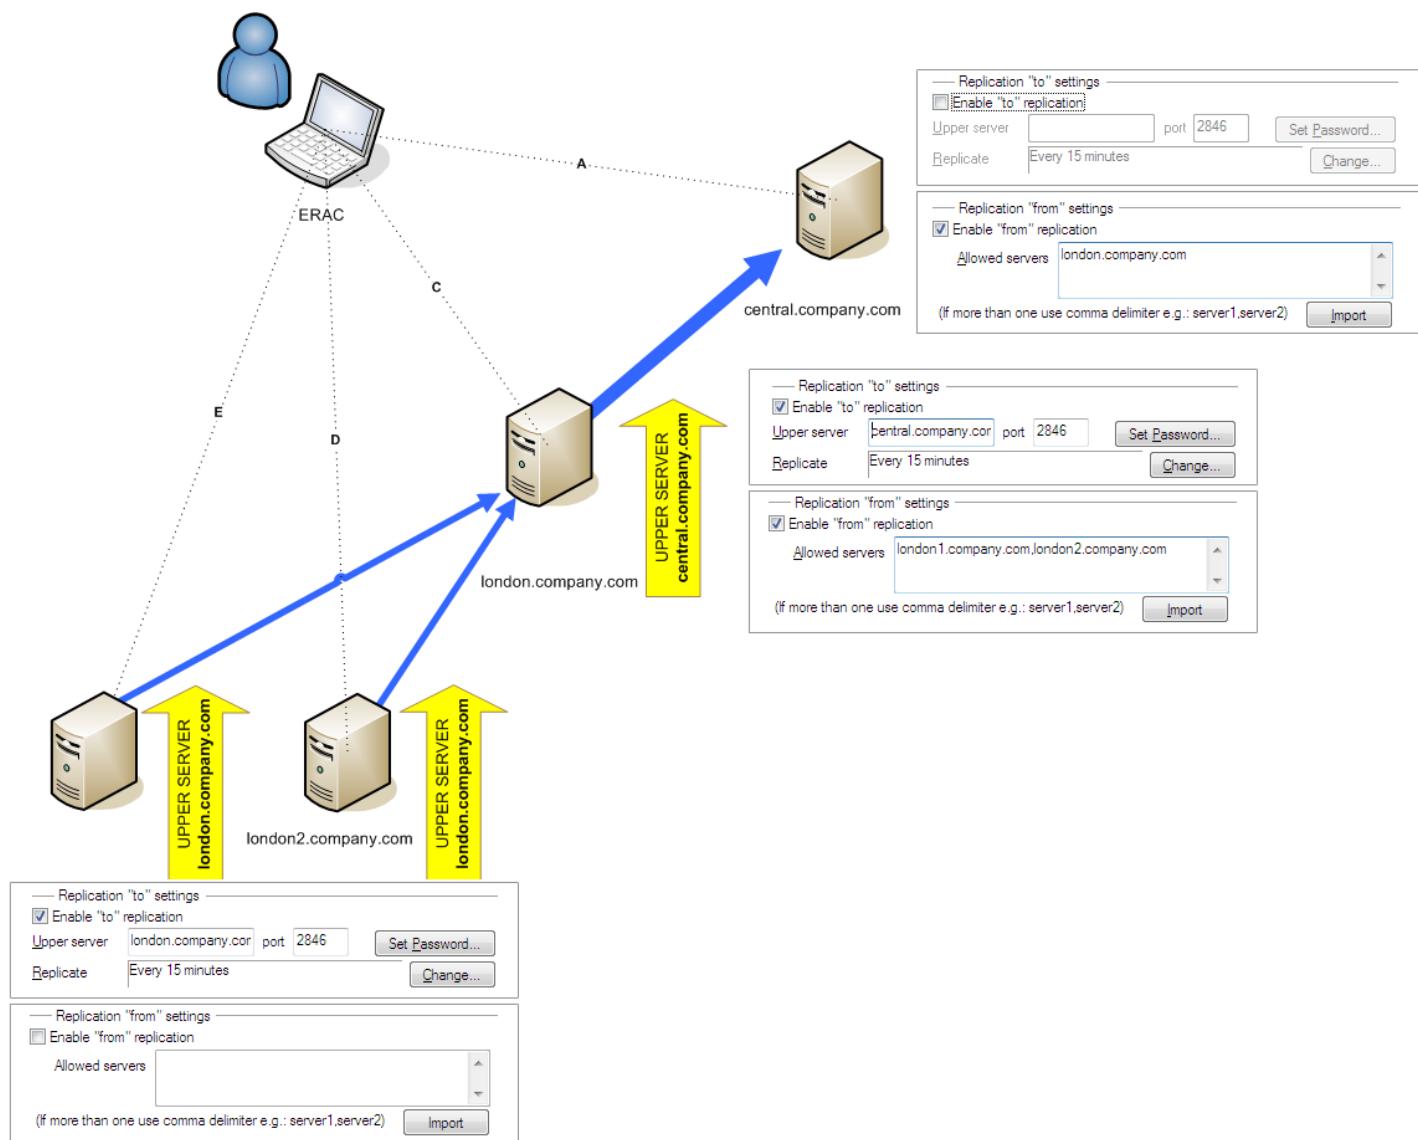 ERAC
A
C
E
D
central.company.com
Replication "to" settings
Enable "to" replication
Upper server
port 2846
Set Password...
Replicate
Every 15 minutes
Change...
Replication "from" settings
Enable "from" replication
Allowed servers
london.company.com
(If more than one use comma delimiter e.g.: server1,server2)
Import
london.company.com
UPPER SERVER
central.company.com
Replication "to" settings
Enable "to" replication
Upper server
central.company.cor
port 2846
Set Password...
Replicate
Every 15 minutes
Change...
Replication "from" settings
Enable "from" replication
Allowed servers
london1.company.com,london2.company.com
(If more than one use comma delimiter e.g.: server1,server2)
Import
UPPER SERVER
london.company.com
london2.company.com
UPPER SERVER
london.company.com
Replication "to" settings
Enable "to" replication
Upper server
london.company.cor
port 2846
Set Password...
Replicate
Every 15 minutes
Change...
Replication "from" settings
Enable "from" replication
Allowed servers
(If more than one use comma delimiter e.g.: server1,server2)
Import